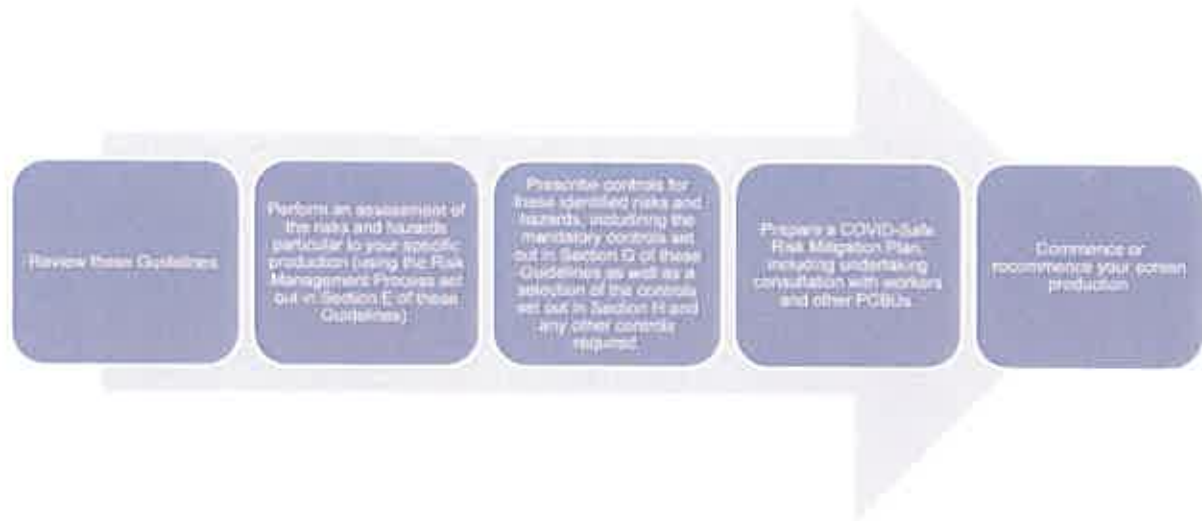 Review these Guidelines
Perform an assessment of
the risks and hazards
particular to your specific
production (using the Risk
Management Process set
out in Section E of these
Guidelines)
Prescribe controls for
these identified risks and
hazards, including the
mandatory controls set
out in Section G of these
Guidelines as well as a
selection of the controls
set out in Section H and
any other controls
required.
Prepare a COVID-Safe
Risk Mitigation Plan,
including undertaking
consultation with workers
and other PCBUs
Commence or
recommence your screen
production